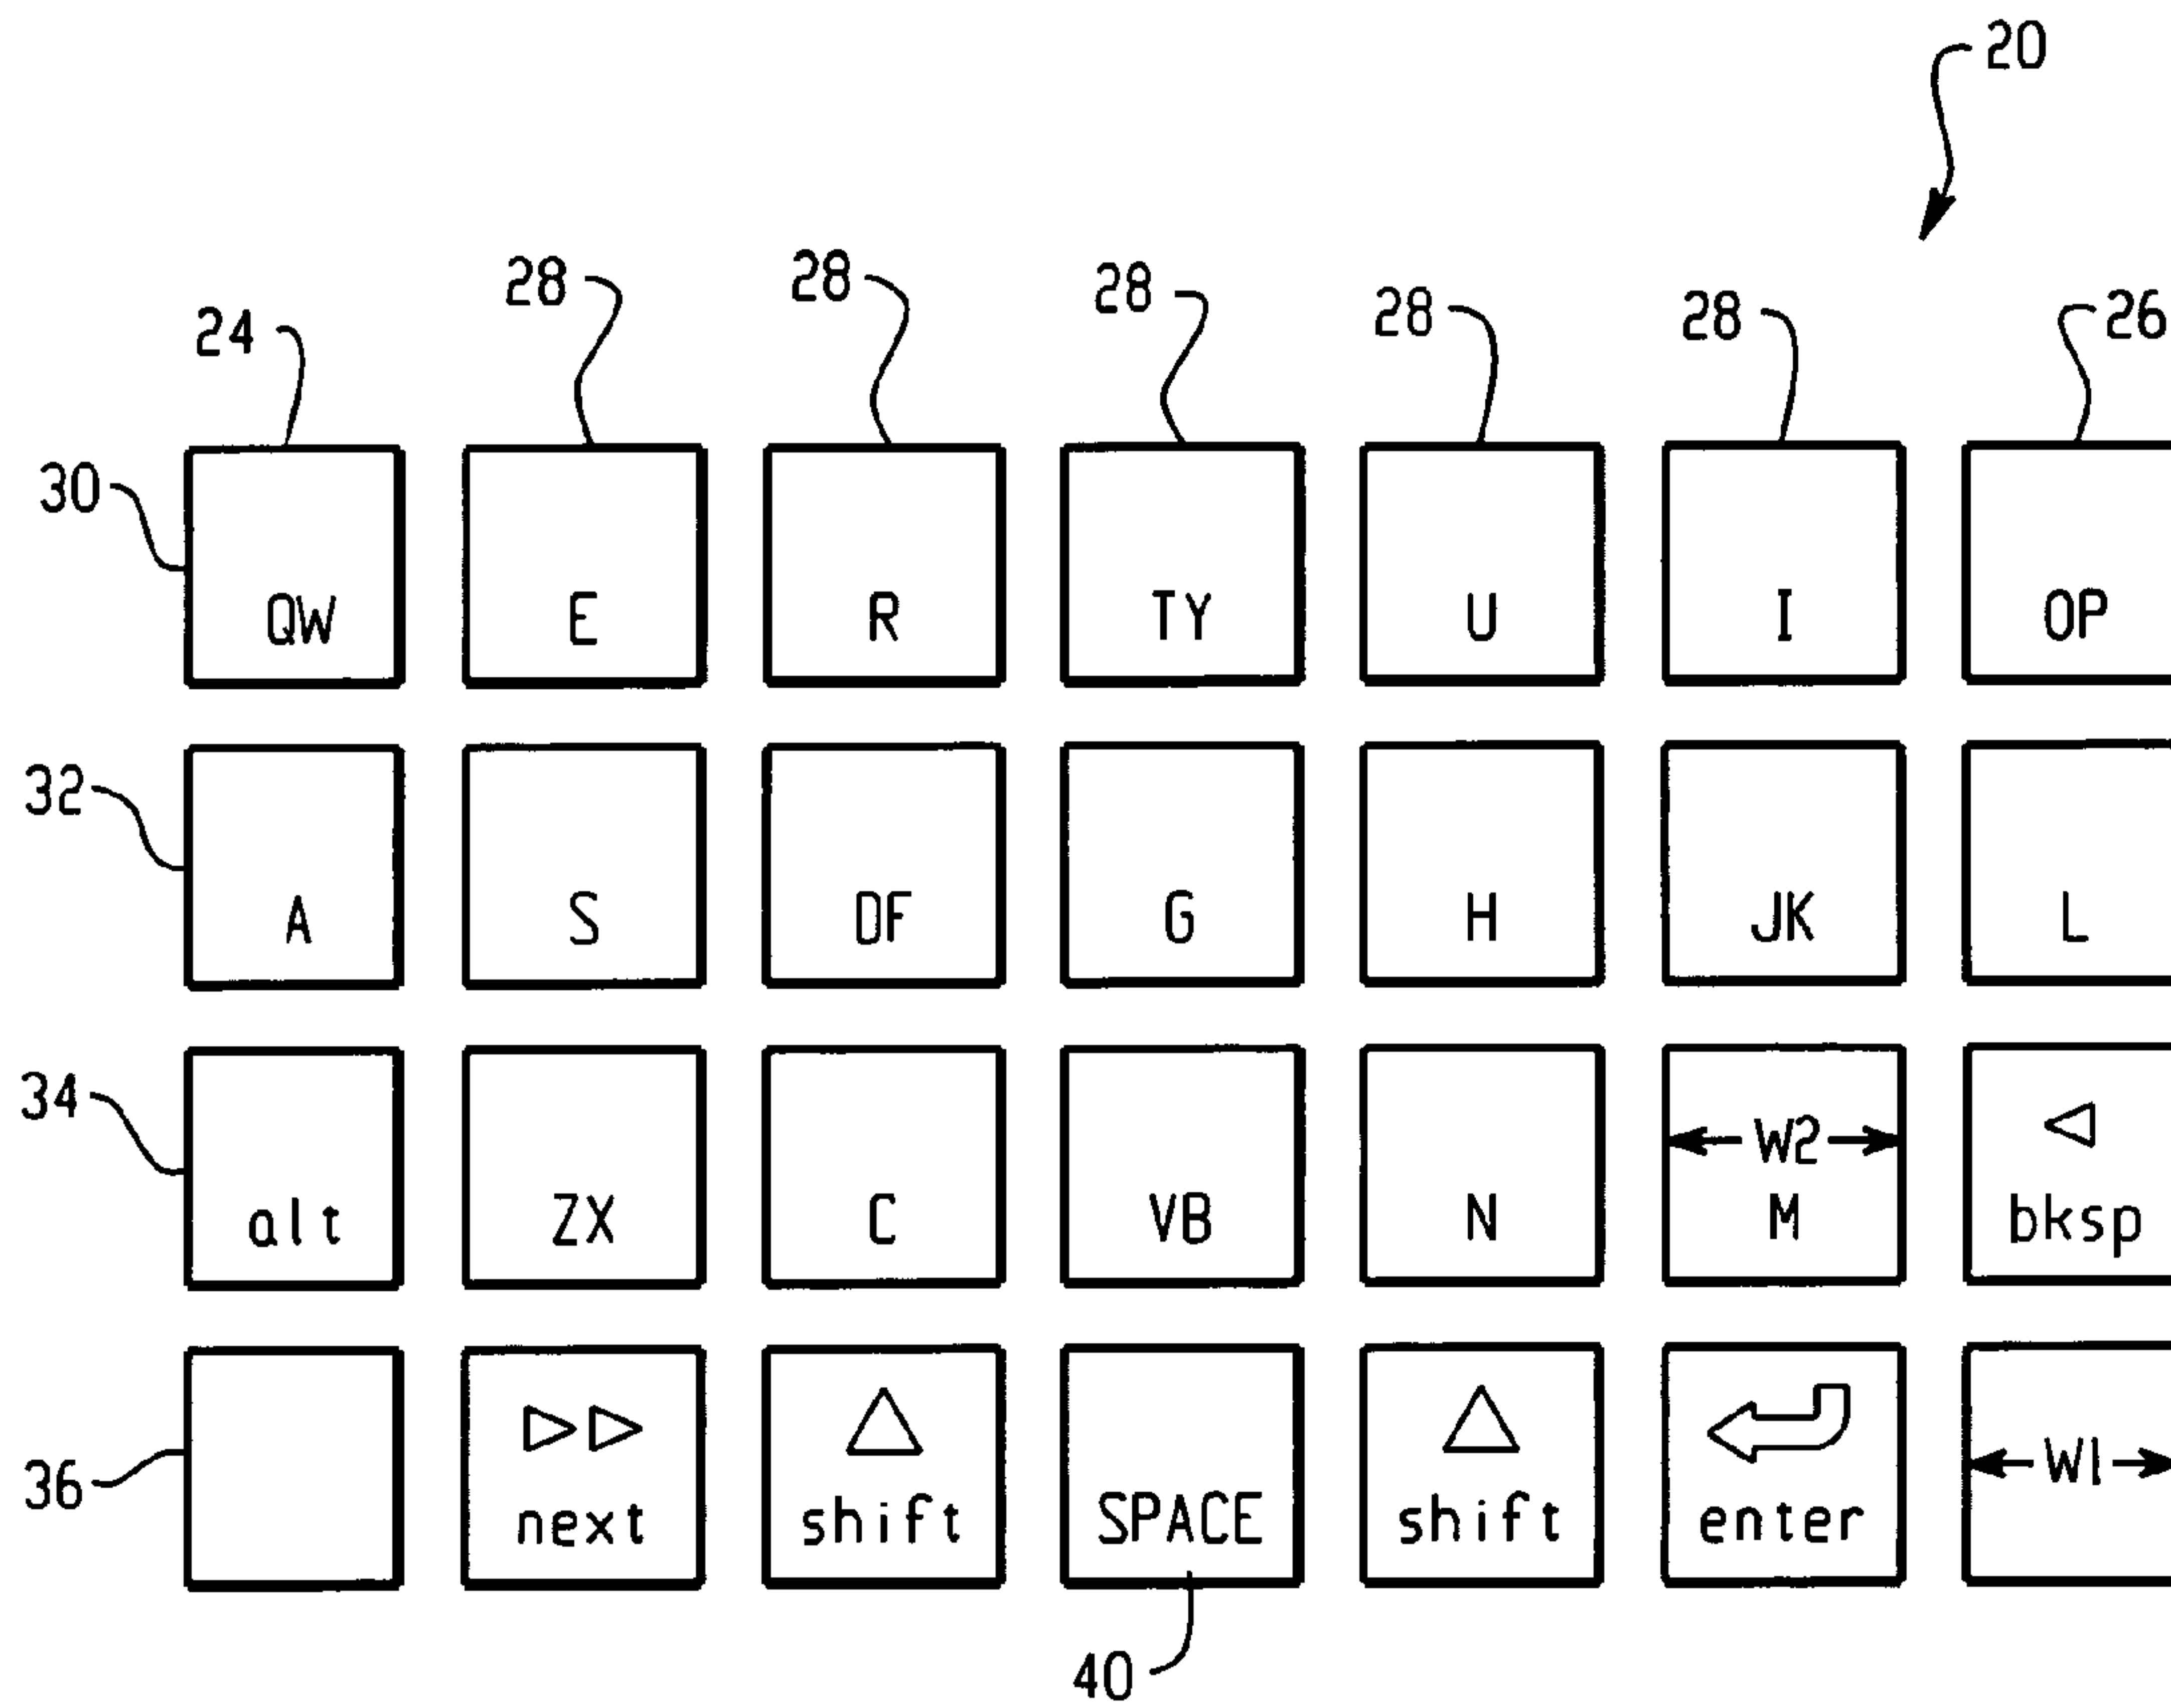 20
28 28 28 28 28 26
24
30
QW E R TY U I OP
32
A S DF G H JK L
34
W2
alt ZX C VB N M bksp
36
W1
next shift SPACE shift enter
40